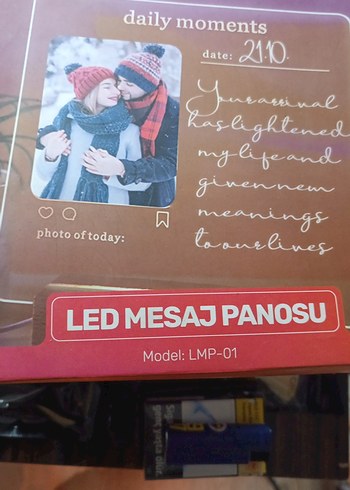 daily moments
date: 21.10.
Your arrival
has lightened
my life and
given new
meanings
to our lives
photo of today:
LED MESAJ PANOSU
Model: LMP-01